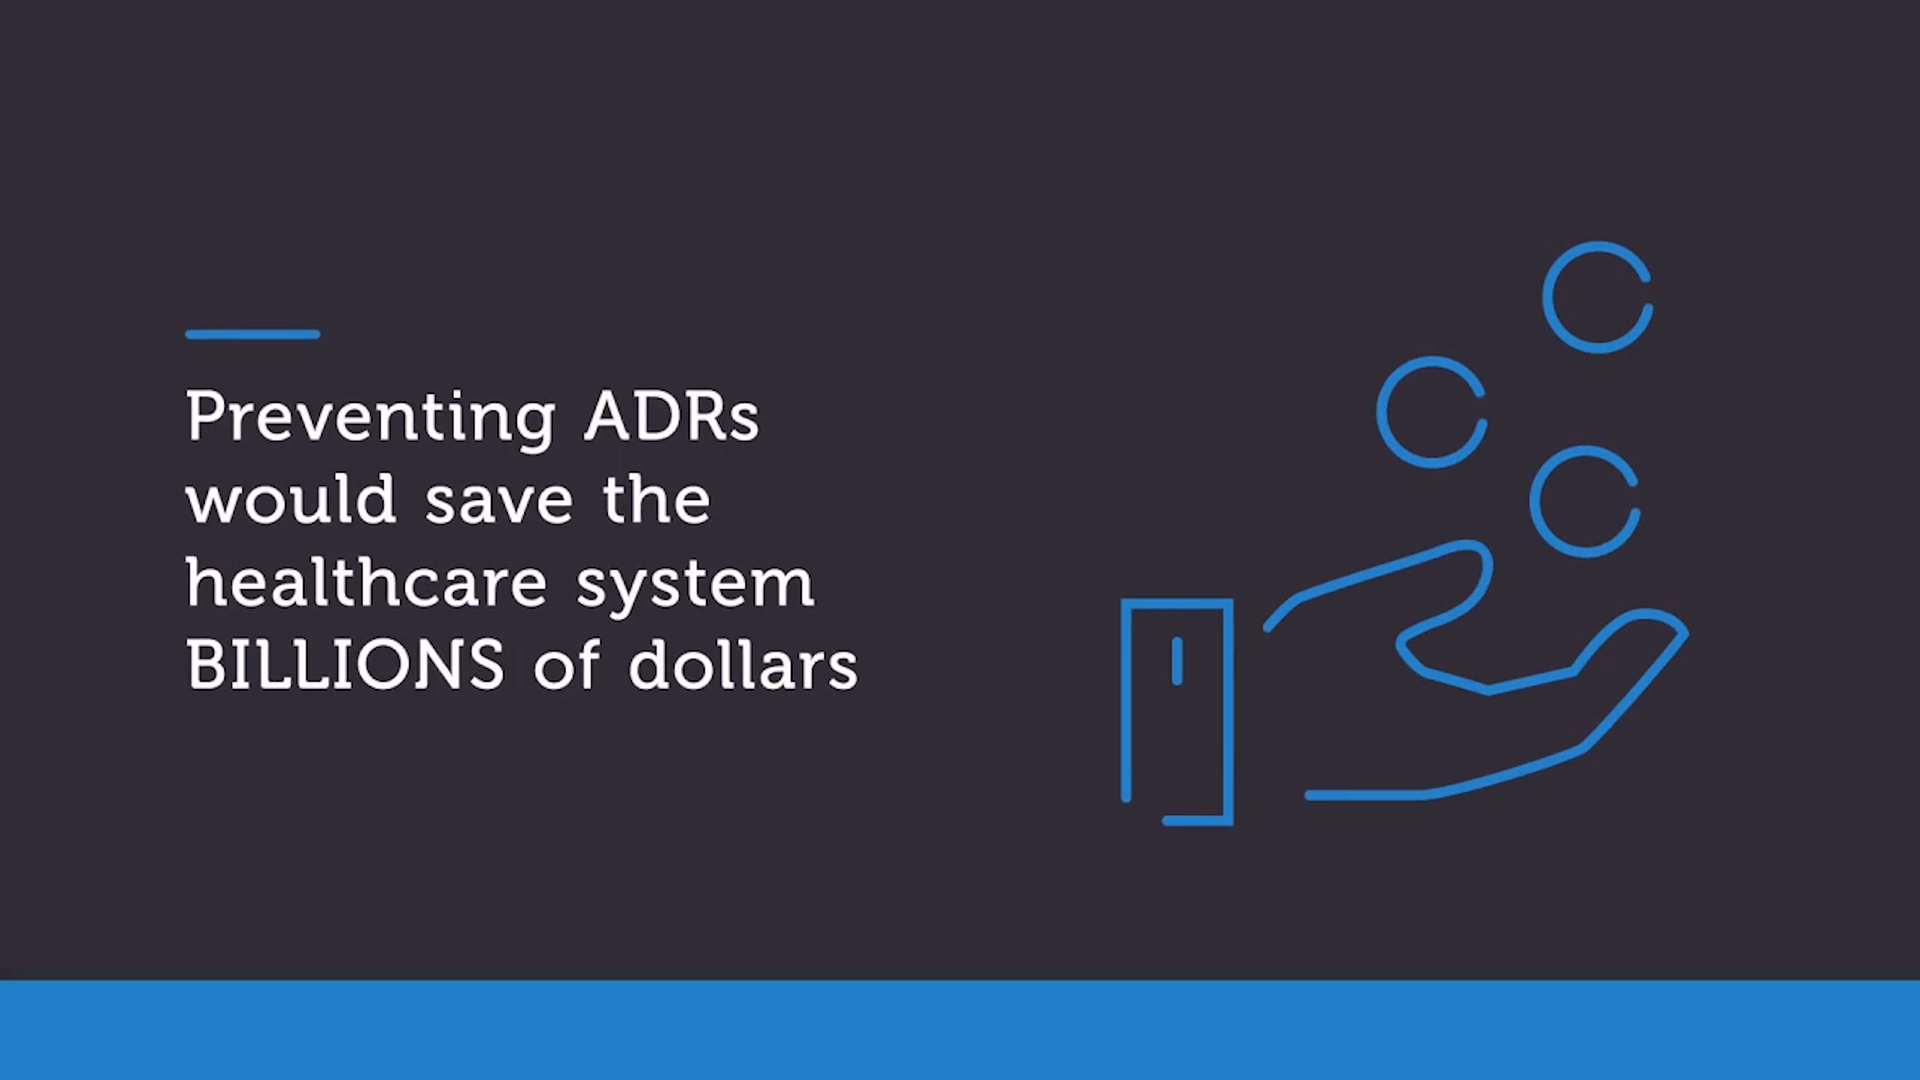 Preventing ADRs
would save the
healthcare system
BILLIONS of dollars